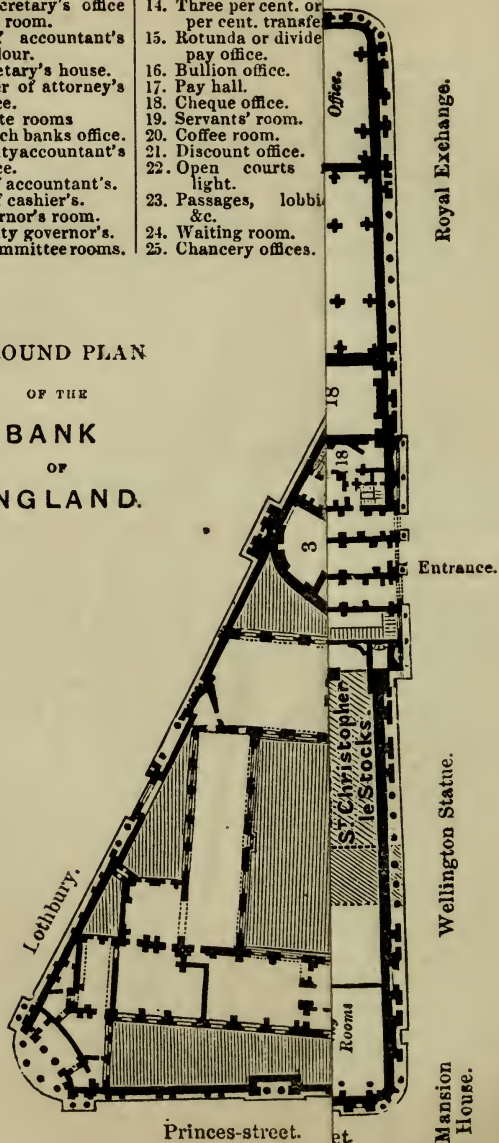 cretary's office
room.
accountant's
lour.
etary's house.
er of attorney's
ce.
te rooms
ch banks office.
ty accountant's
ce.
accountant's.
cashier's.
rnor's room.
ty governor's.
mmittee rooms.
14. Three per cent. or
per cent. transfe
15. Rotunda or divide
pay office.
16. Bullion office.
17. Pay hall.
18. Cheque office.
19. Servants' room.
20. Coffee room.
21. Discount office.
22. Open courts
light.
23. Passages, lobbi
&c.
24. Waiting room.
25. Chancery offices.
OUND PLAN
OF THE
BANK
OF
NGLAND.
Office.
Royal Exchange.
18
18
3
Entrance.
St. Christopher
le Stocks.
Wellington Statue.
Lothbury.
Rooms
Mansion
House.
Princes-street.
et.